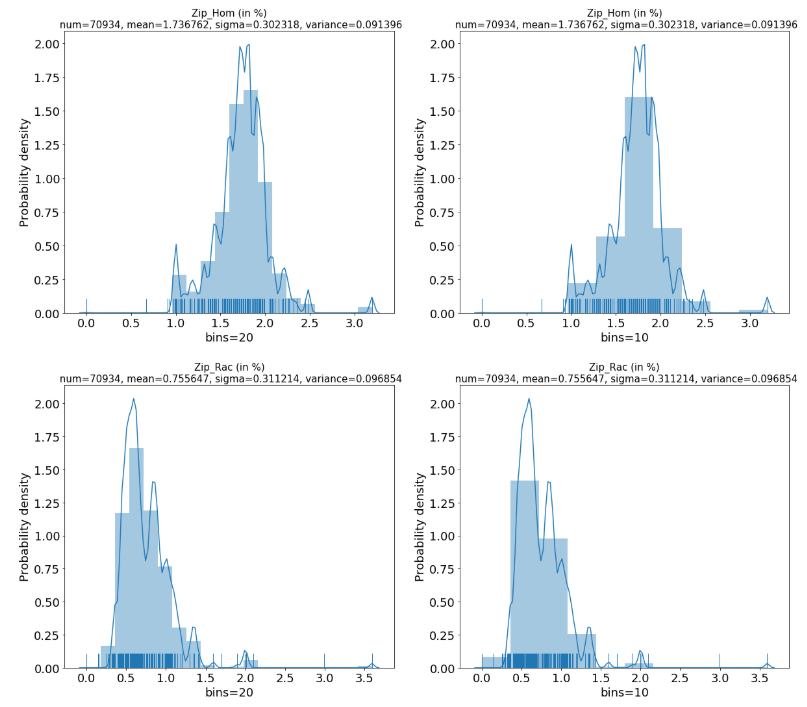 Zip_Hom (in %)
num=70934, mean=1.736762, sigma=0.302318, variance=0.091396
Probability density
2.00
1.75
1.50
1.25
1.00
0.75
0.50
0.25
0.00
0.0 0.5 1.0 1.5 2.0 2.5 3.0
bins=20
Zip_Hom (in %)
num=70934, mean=1.736762, sigma=0.302318, variance=0.091396
Probability density
2.00
1.75
1.50
1.25
1.00
0.75
0.50
0.25
0.00
0.0 0.5 1.0 1.5 2.0 2.5 3.0
bins=10
Zip_Rac (in %)
num=70934, mean=0.755647, sigma=0.311214, variance=0.096854
Probability density
2.00
1.75
1.50
1.25
1.00
0.75
0.50
0.25
0.00
0.0 0.5 1.0 1.5 2.0 2.5 3.0 3.5
bins=20
Zip_Rac (in %)
num=70934, mean=0.755647, sigma=0.311214, variance=0.096854
Probability density
2.00
1.75
1.50
1.25
1.00
0.75
0.50
0.25
0.00
0.0 0.5 1.0 1.5 2.0 2.5 3.0 3.5
bins=10